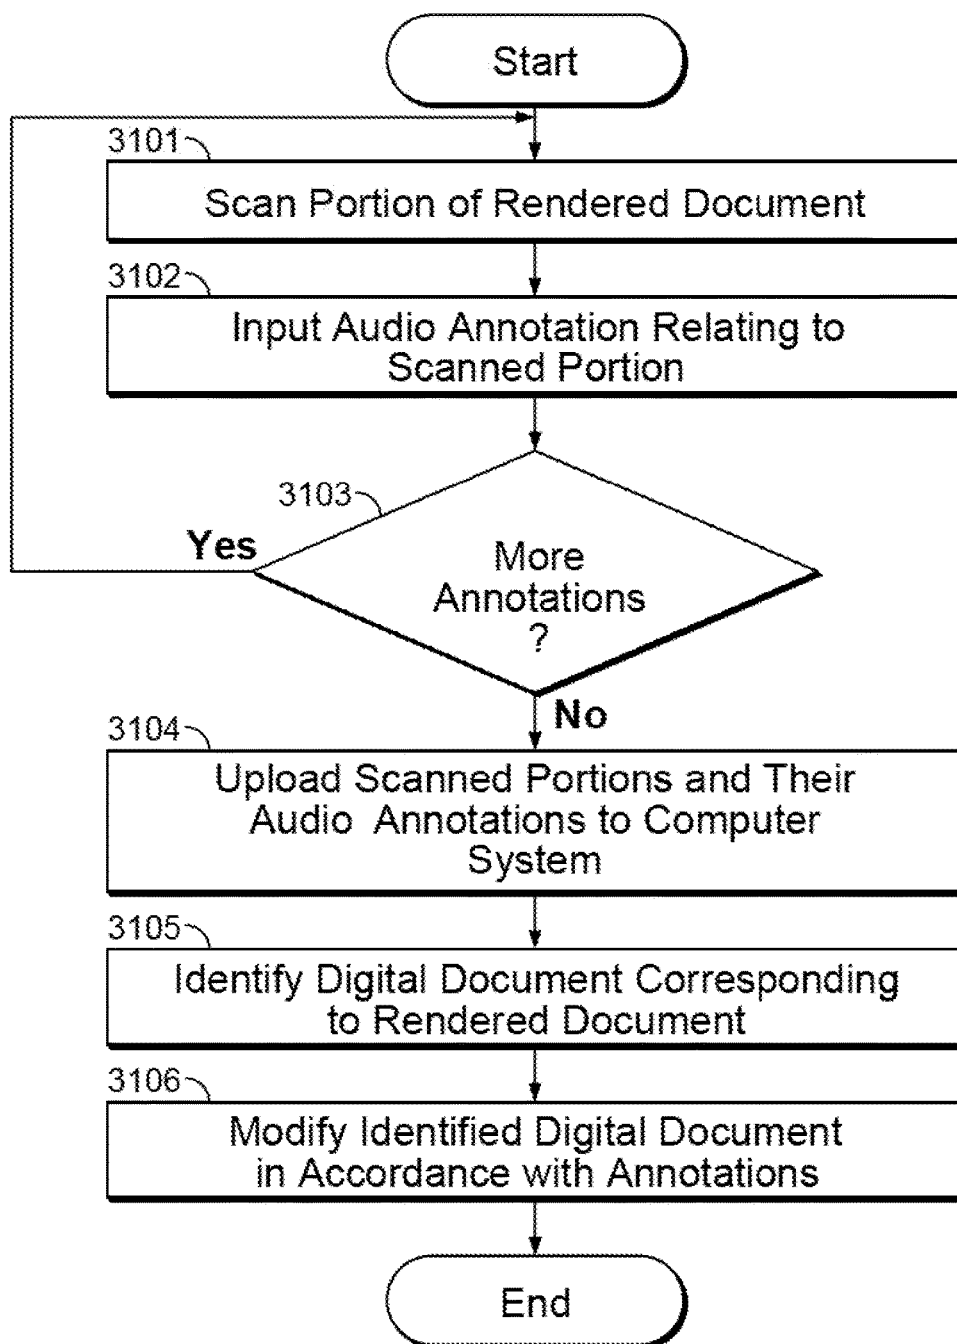 Start
3101
Scan Portion of Rendered Document
3102
Input Audio Annotation Relating to
Scanned Portion
3103
Yes
More
Annotations
?
No
3104
Upload Scanned Portions and Their
Audio Annotations to Computer
System
3105
Identify Digital Document Corresponding
to Rendered Document
3106
Modify Identified Digital Document
in Accordance with Annotations
End